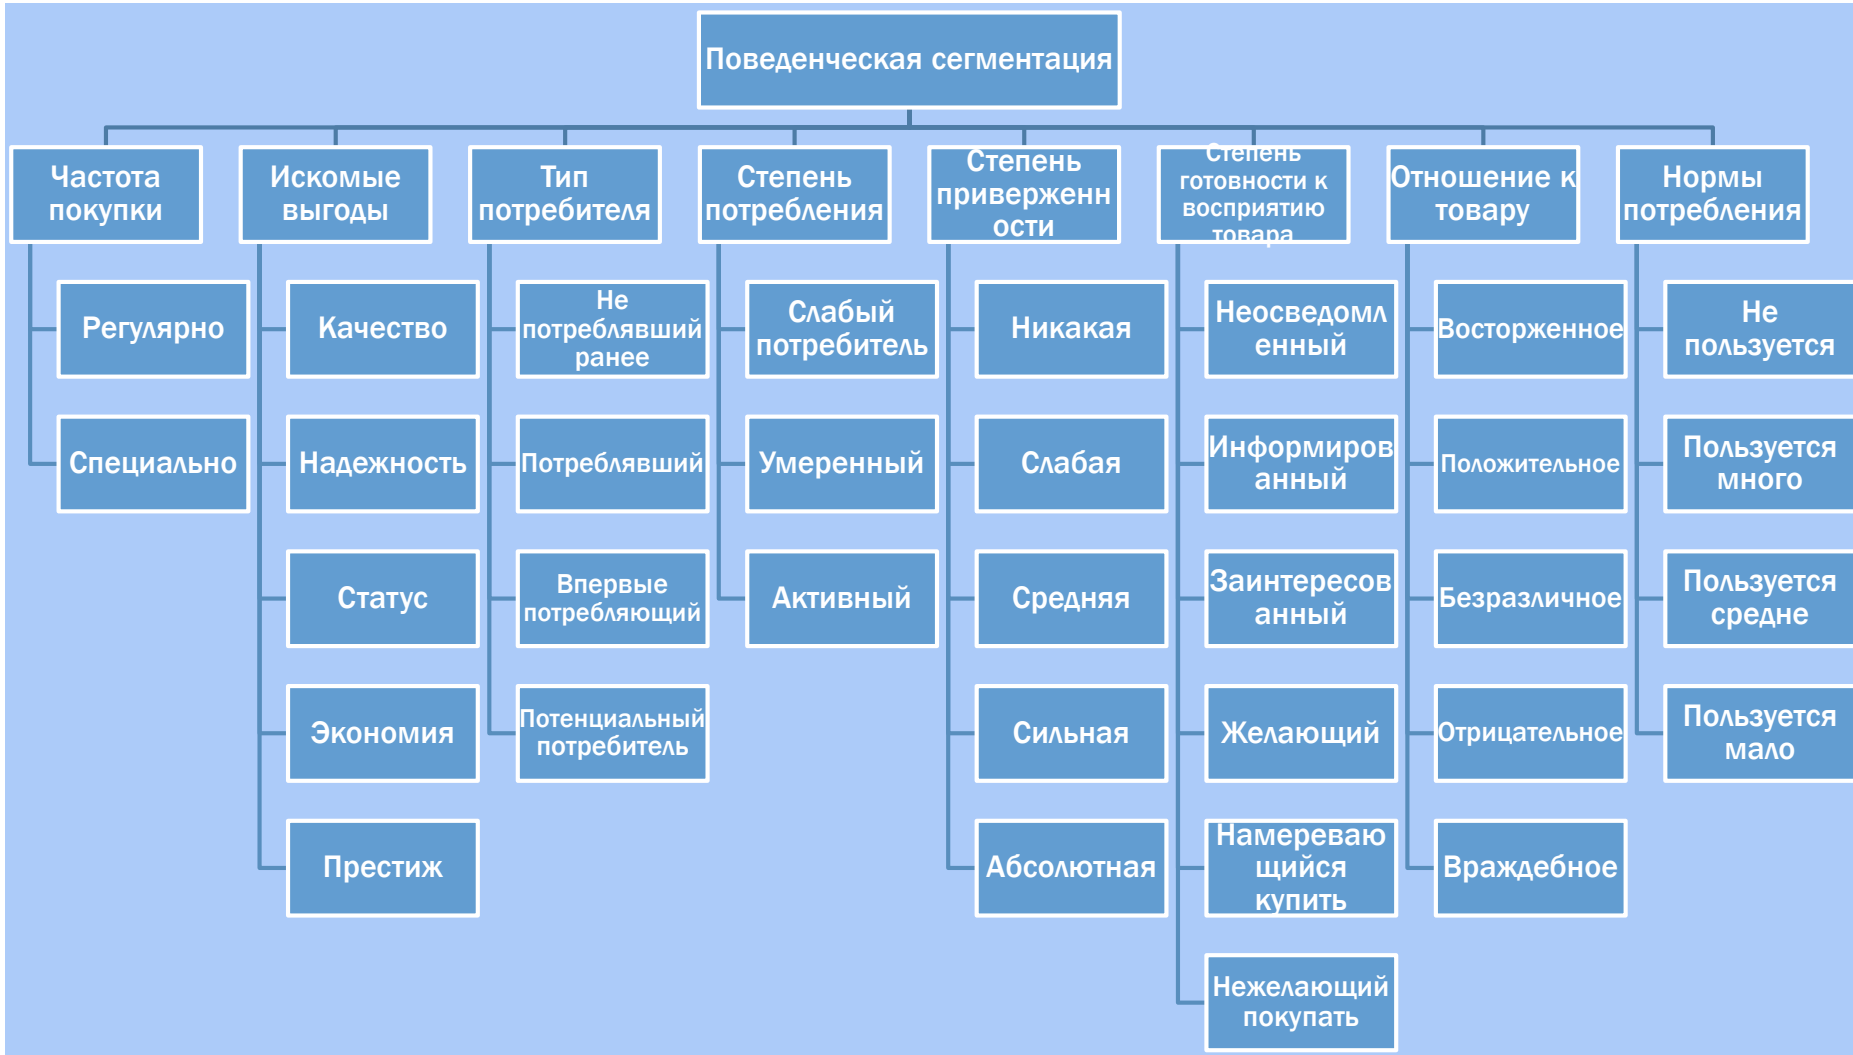 Поведенческая сегментация
Частота
покупки
Регулярно
Специально
Искомые
выгоды
Качество
Надежность
Статус
Экономия
Престиж
Тип
потребителя
Не
потреблявший
ранее
Потреблявший
Впервые
потребляющий
Потенциальный
потребитель
Степень
потребления
Слабый
потребитель
Умеренный
Активный
Степень
приверженн
ости
Никакая
Слабая
Средняя
Сильная
Абсолютная
Степень
готовности к
восприятию
товара
Неосведомл
енный
Информиров
анный
Заинтересов
анный
Желающий
Намереваю
щийся
купить
Нежелающий
покупать
Отношение к
товару
Восторженное
Положительное
Безразличное
Отрицательное
Враждебное
Нормы
потребления
Не
пользуется
Пользуется
много
Пользуется
средне
Пользуется
мало